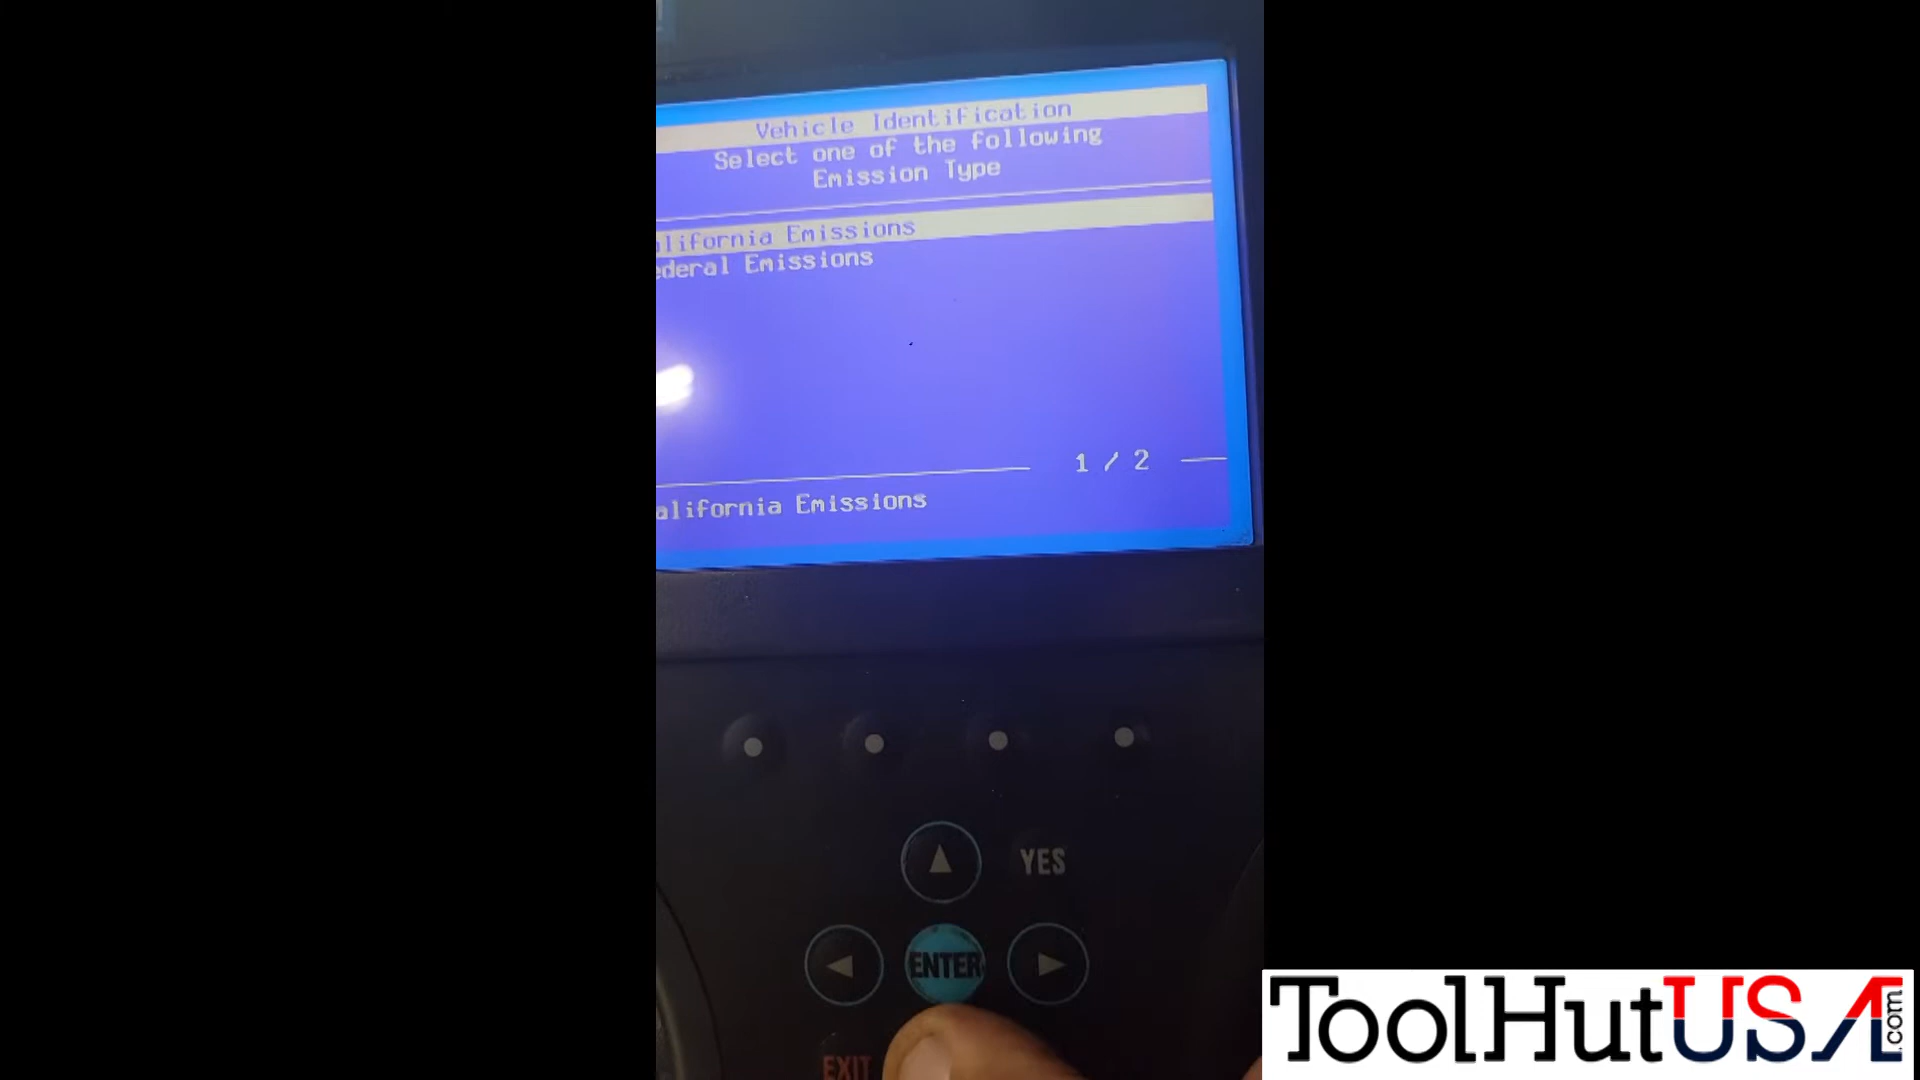 Vehicle Identification
Select one of the following
Emission Type
alifornia Emissions
ederal Emissions
1 / 2
alifornia Emissions
YES
ENTER
EXIT
ToolHutUSA.com